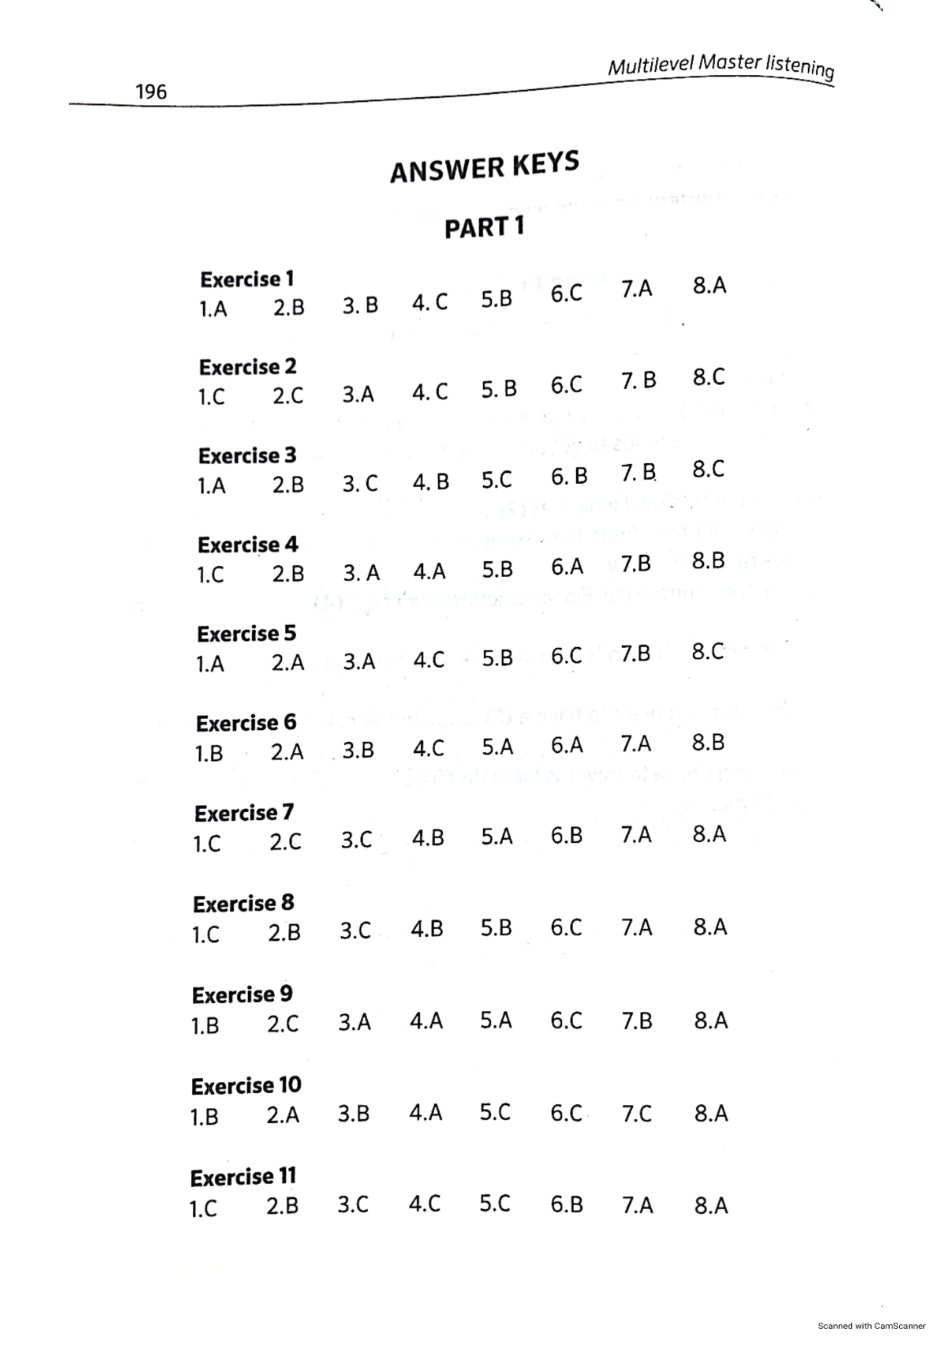 196
Multilevel Master listening
ANSWER KEYS
PART 1
Exercise 1
1.A 2.B 3. B 4. C 5.B 6.C 7.A 8.A
Exercise 2
1.C 2.C 3.A 4. C 5. B 6.C 7. B 8.C
Exercise 3
1.A 2.B 3. C 4. B 5.C 6. B 7. B 8.C
Exercise 4
1.C 2.B 3. A 4.A 5.B 6.A 7.B 8.B
Exercise 5
1.A 2.A 3.A 4.C 5.B 6.C 7.B 8.C
Exercise 6
1.B 2.A 3.B 4.C 5.A 6.A 7.A 8.B
Exercise 7
1.C 2.C 3.C 4.B 5.A 6.B 7.A 8.A
Exercise 8
1.C 2.B 3.C 4.B 5.B 6.C 7.A 8.A
Exercise 9
1.B 2.C 3.A 4.A 5.A 6.C 7.B 8.A
Exercise 10
1.B 2.A 3.B 4.A 5.C 6.C 7.C 8.A
Exercise 11
1.C 2.B 3.C 4.C 5.C 6.B 7.A 8.A
Scanned with CamScanner